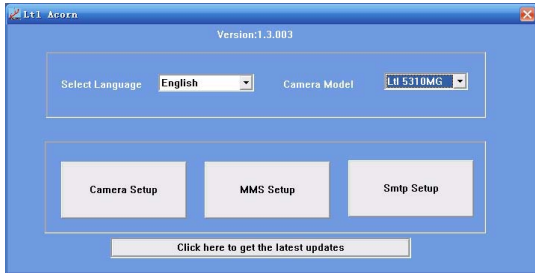 Ltl Acorn
Version:1.3.003
Select Language English Camera Model Ltl 5310MG
Camera Setup MMS Setup Smtp Setup
Click here to get the latest updates